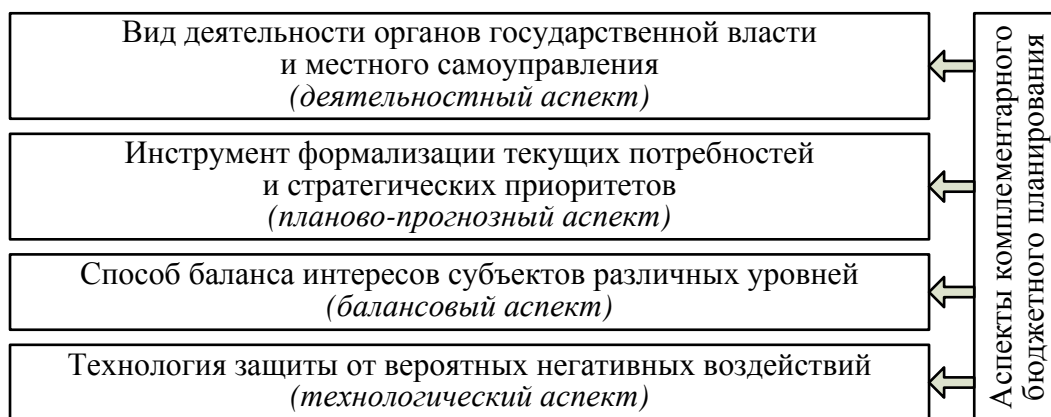 Вид деятельности органов государственной власти
и местного самоуправления
(деятельностный аспект)
Инструмент формализации текущих потребностей
и стратегических приоритетов
(планово-прогнозный аспект)
Способ баланса интересов субъектов различных уровней
(балансовый аспект)
Технология защиты от вероятных негативных воздействий
(технологический аспект)
Аспекты комплементарного
бюджетного планирования